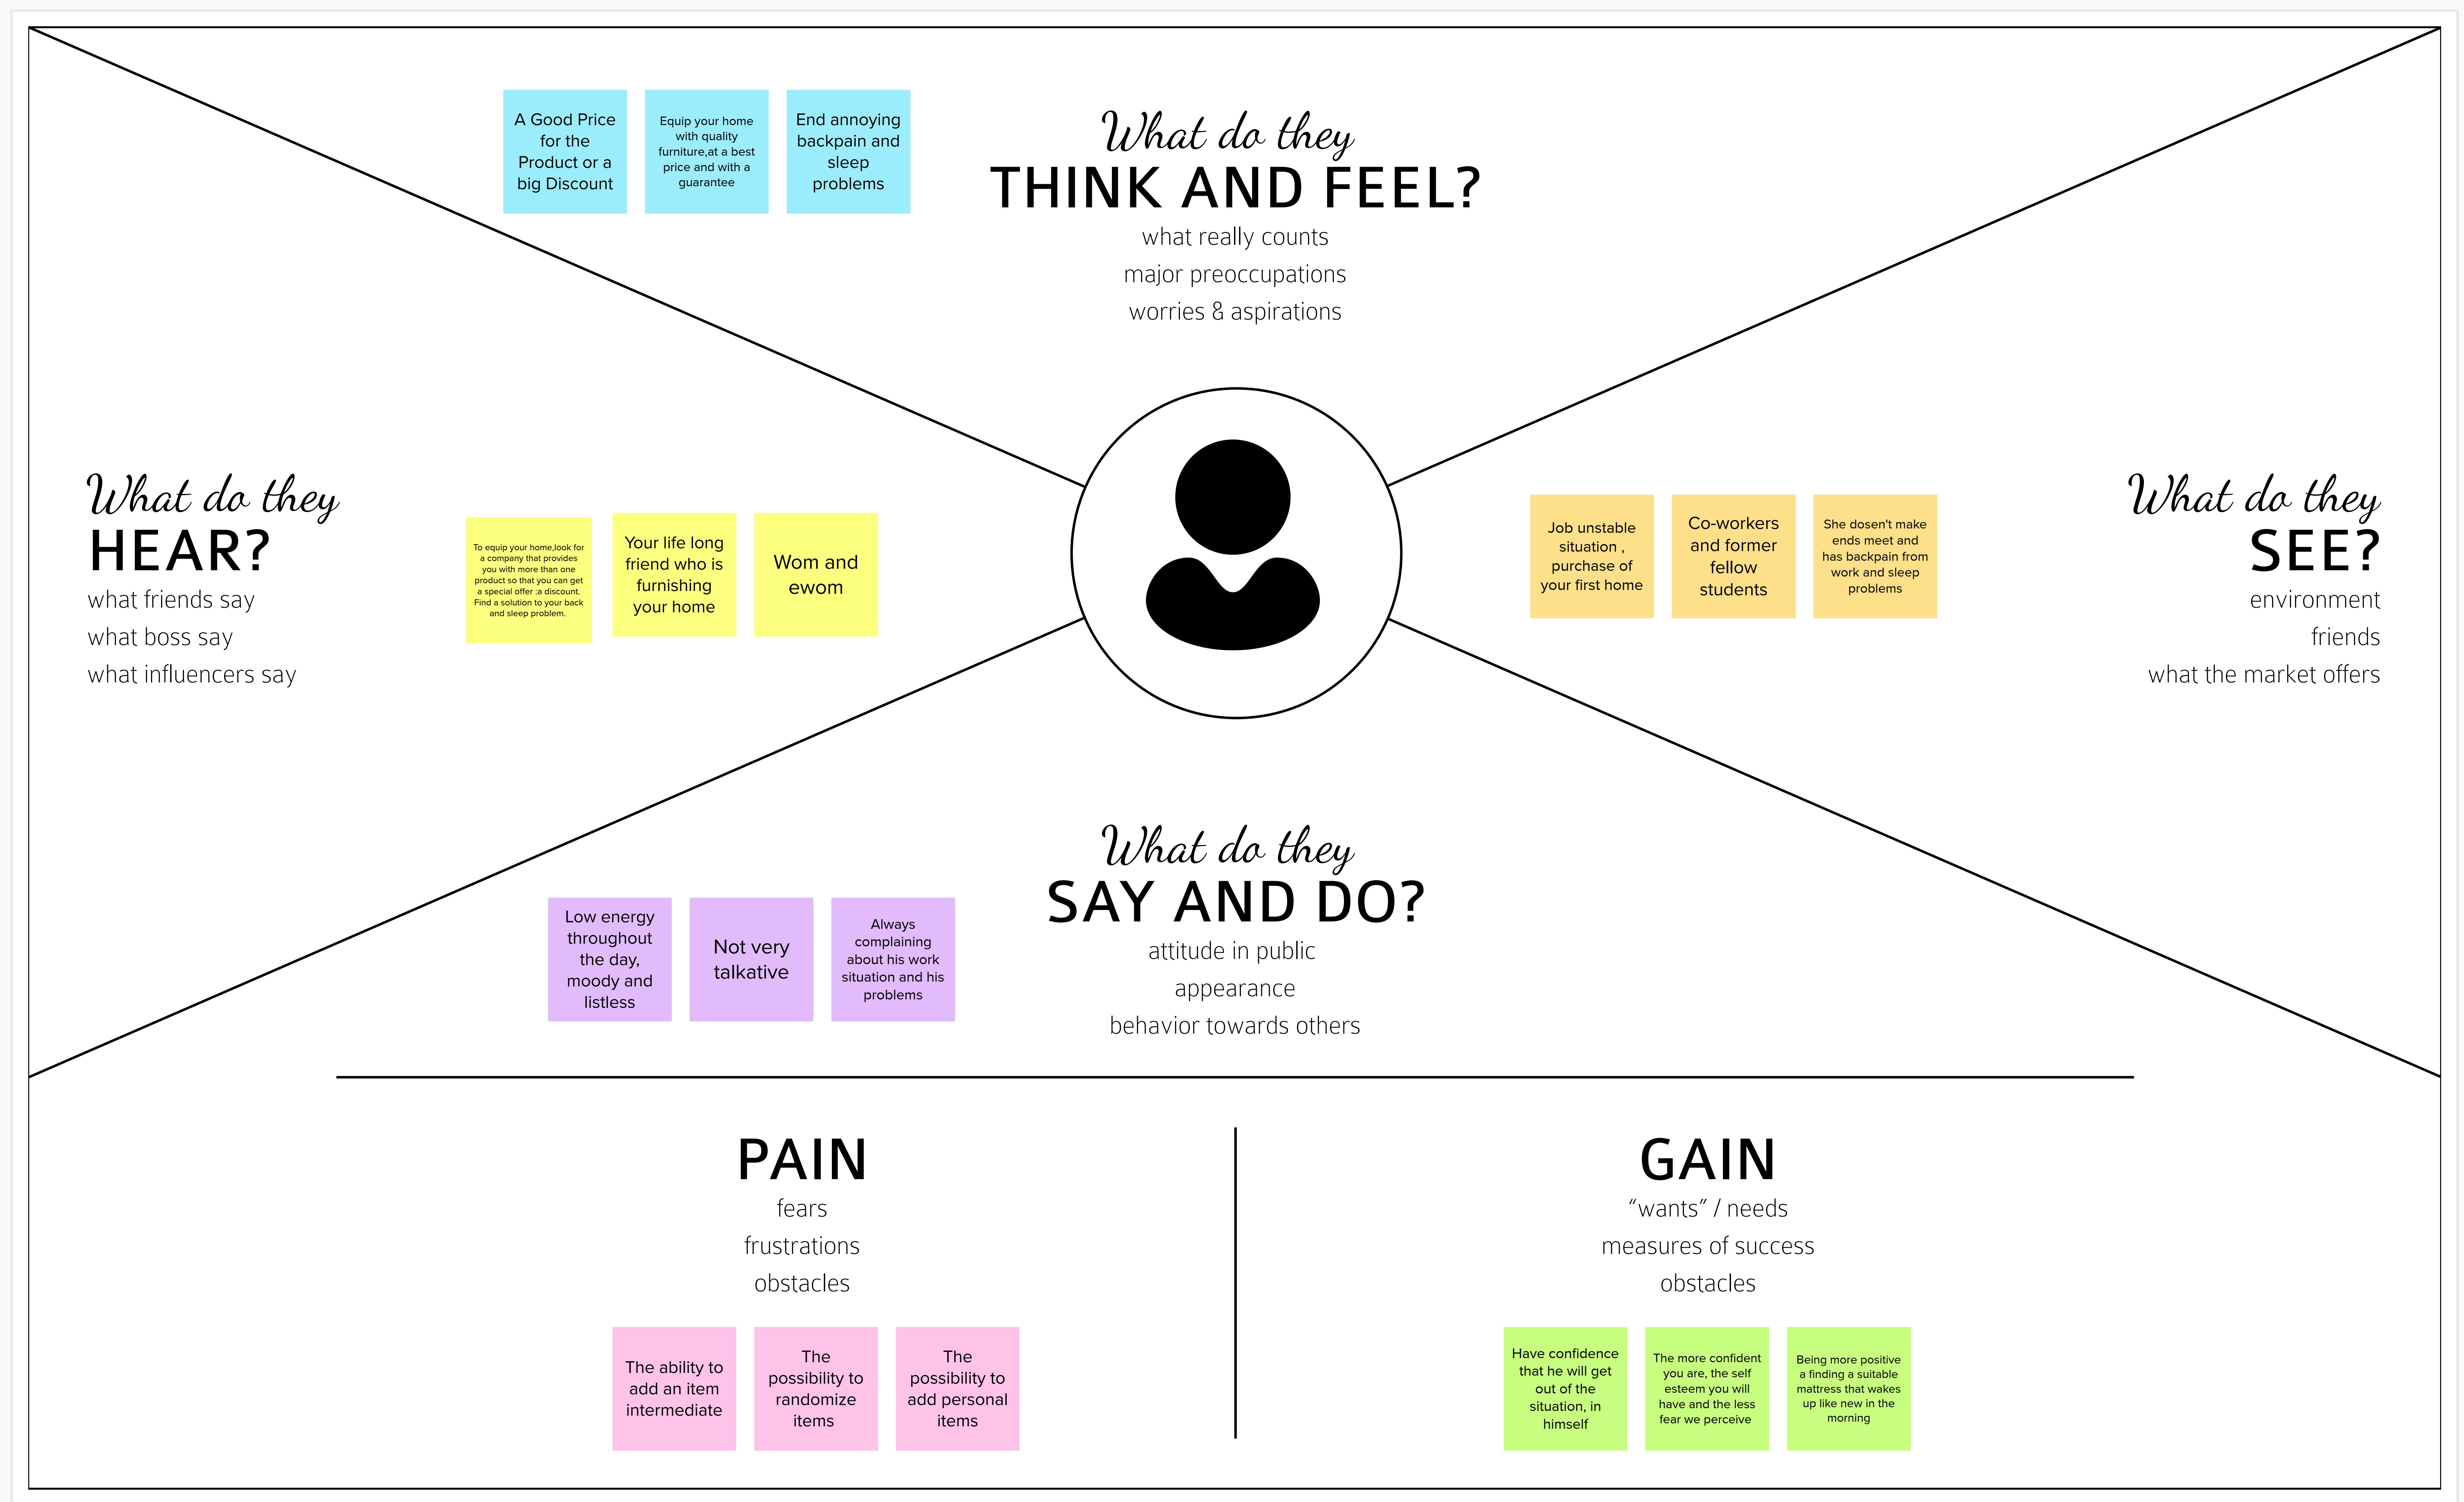 A Good Price
for the
Product or a
big Discount
Equip your home
with quality
furniture,at a best
price and with a
guarantee
End annoying
backpain and
sleep
problems
What do they
THINK AND FEEL?
what really counts
major preoccupations
worries & aspirations
What do they
HEAR?
what friends say
what boss say
what influencers say
To equip your home,look for
a company that provides
you with more than one
product so that you can get
a special offer :a discount.
Find a solution to your back
and sleep problem.
Your life long
friend who is
furnishing
your home
Wom and
ewom
Job unstable
situation ,
purchase of
your first home
Co-workers
and former
fellow
students
She dosen't make
ends meet and
has backpain from
work and sleep
problems
What do they
SEE?
environment
friends
what the market offers
What do they
SAY AND DO?
attitude in public
appearance
behavior towards others
Low energy
throughout
the day,
moody and
listless
Not very
talkative
Always
complaining
about his work
situation and his
problems
PAIN
fears
frustrations
obstacles
The ability to
add an item
intermediate
The
possibility to
randomize
items
The
possibility to
add personal
items
GAIN
“wants” / needs
measures of success
obstacles
Have confidence
that he will get
out of the
situation, in
himself
The more confident
you are, the self
esteem you will
have and the less
fear we perceive
Being more positive
a finding a suitable
mattress that wakes
up like new in the
morning